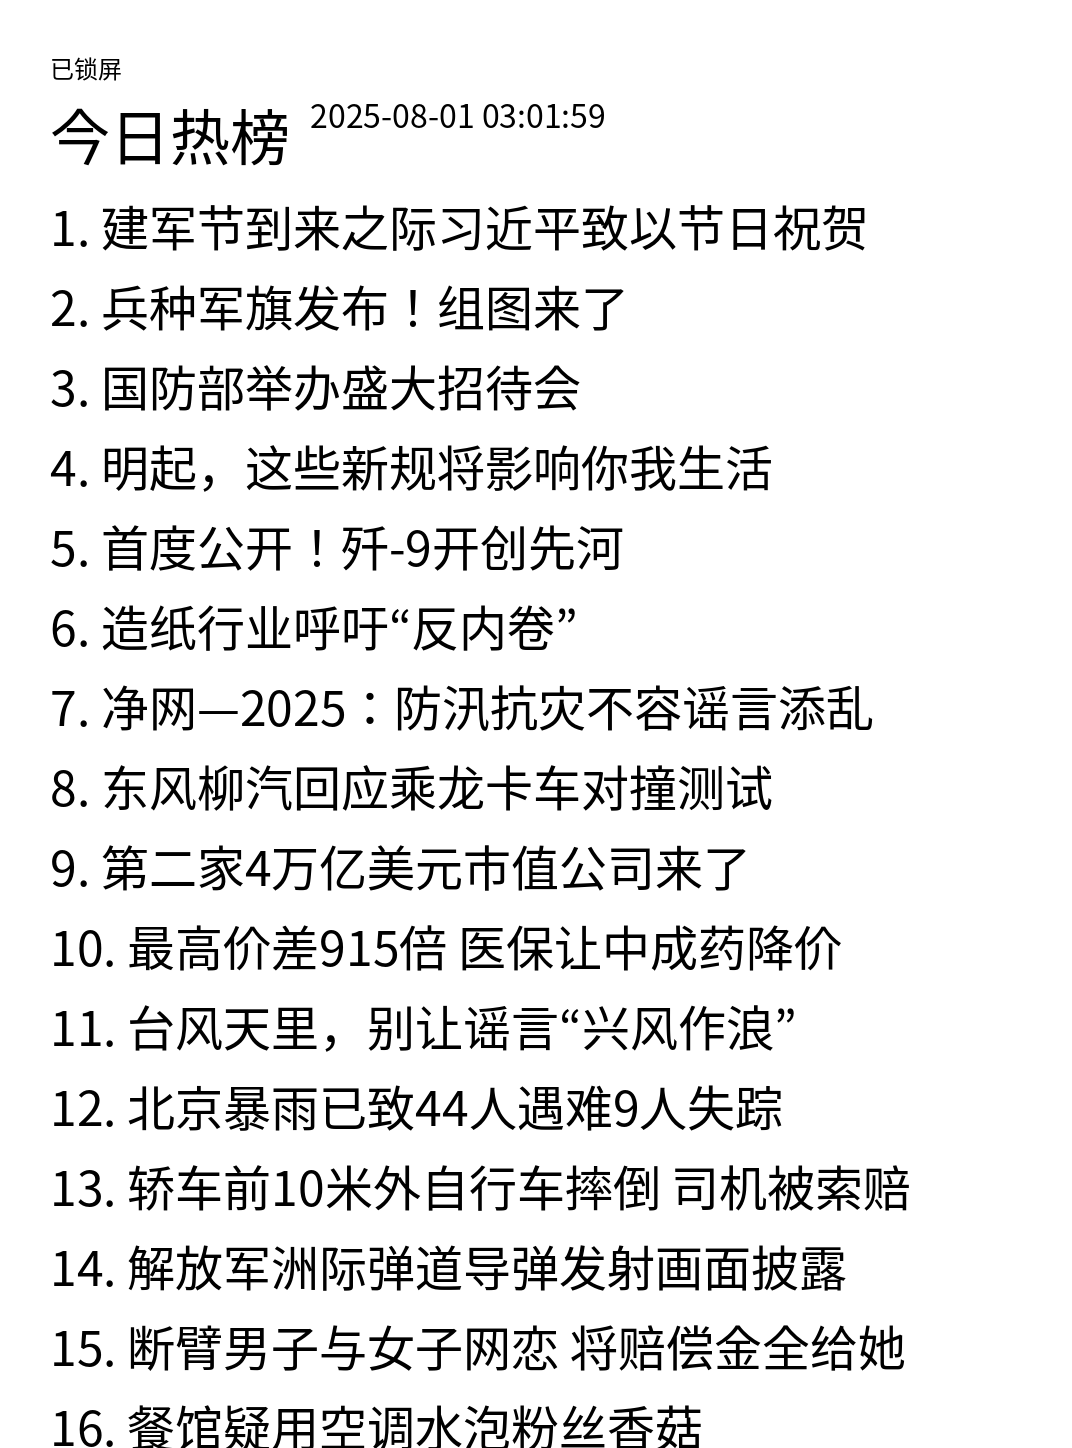 已锁屏
今日热榜 2025-08-01 03:01:59
1. 建军节到来之际习近平致以节日祝贺
2. 兵种军旗发布！组图来了
3. 国防部举办盛大招待会
4. 明起，这些新规将影响你我生活
5. 首度公开！歼-9开创先河
6. 造纸行业呼吁“反内卷”
7. 净网—2025：防汛抗灾不容谣言添乱
8. 东风柳汽回应乘龙卡车对撞测试
9. 第二家4万亿美元市值公司来了
10. 最高价差915倍 医保让中成药降价
11. 台风天里，别让谣言“兴风作浪”
12. 北京暴雨已致44人遇难9人失踪
13. 轿车前10米外自行车摔倒 司机被索赔
14. 解放军洲际弹道导弹发射画面披露
15. 断臂男子与女子网恋 将赔偿金全给她
16. 餐馆疑用空调水泡粉丝香菇